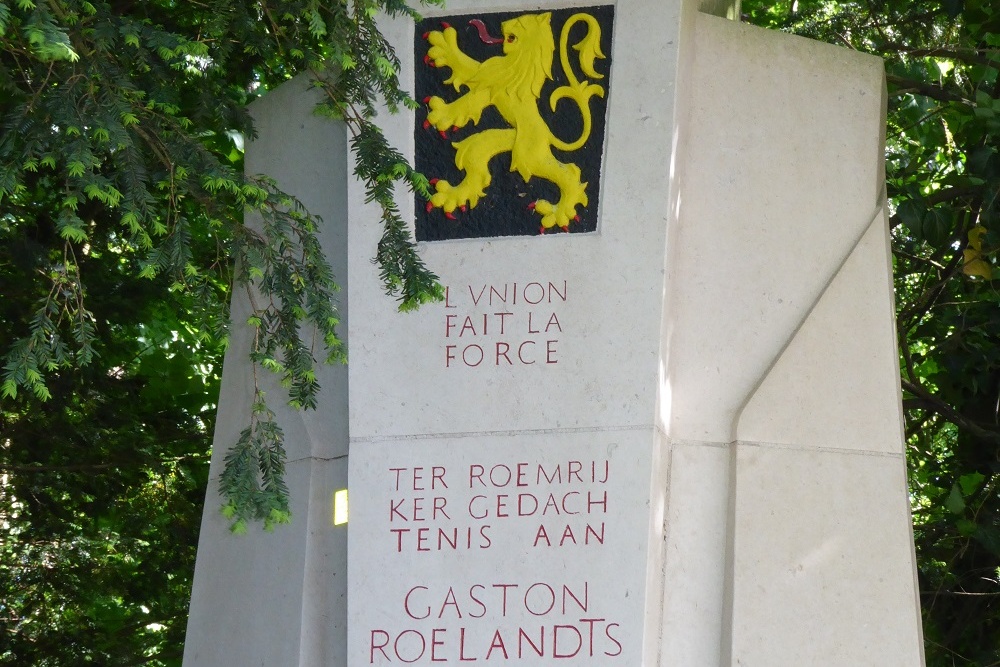 L VNION
FAIT LA
FORCE
TER ROEMRIJ
KER GEDACH
TENIS AAN
GASTON
ROELANDTS